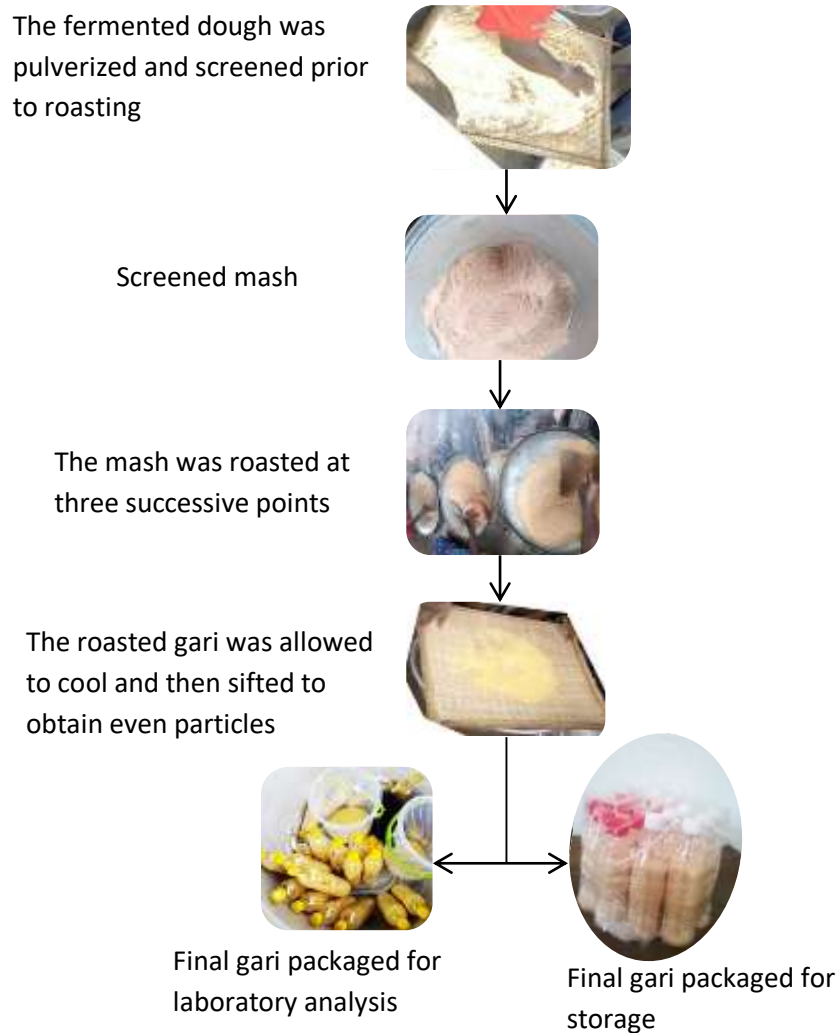 The fermented dough was
pulverized and screened prior
to roasting
Screened mash
The mash was roasted at
three successive points
The roasted gari was allowed
to cool and then sifted to
obtain even particles
Final gari packaged for
laboratory analysis
Final gari packaged for
storage